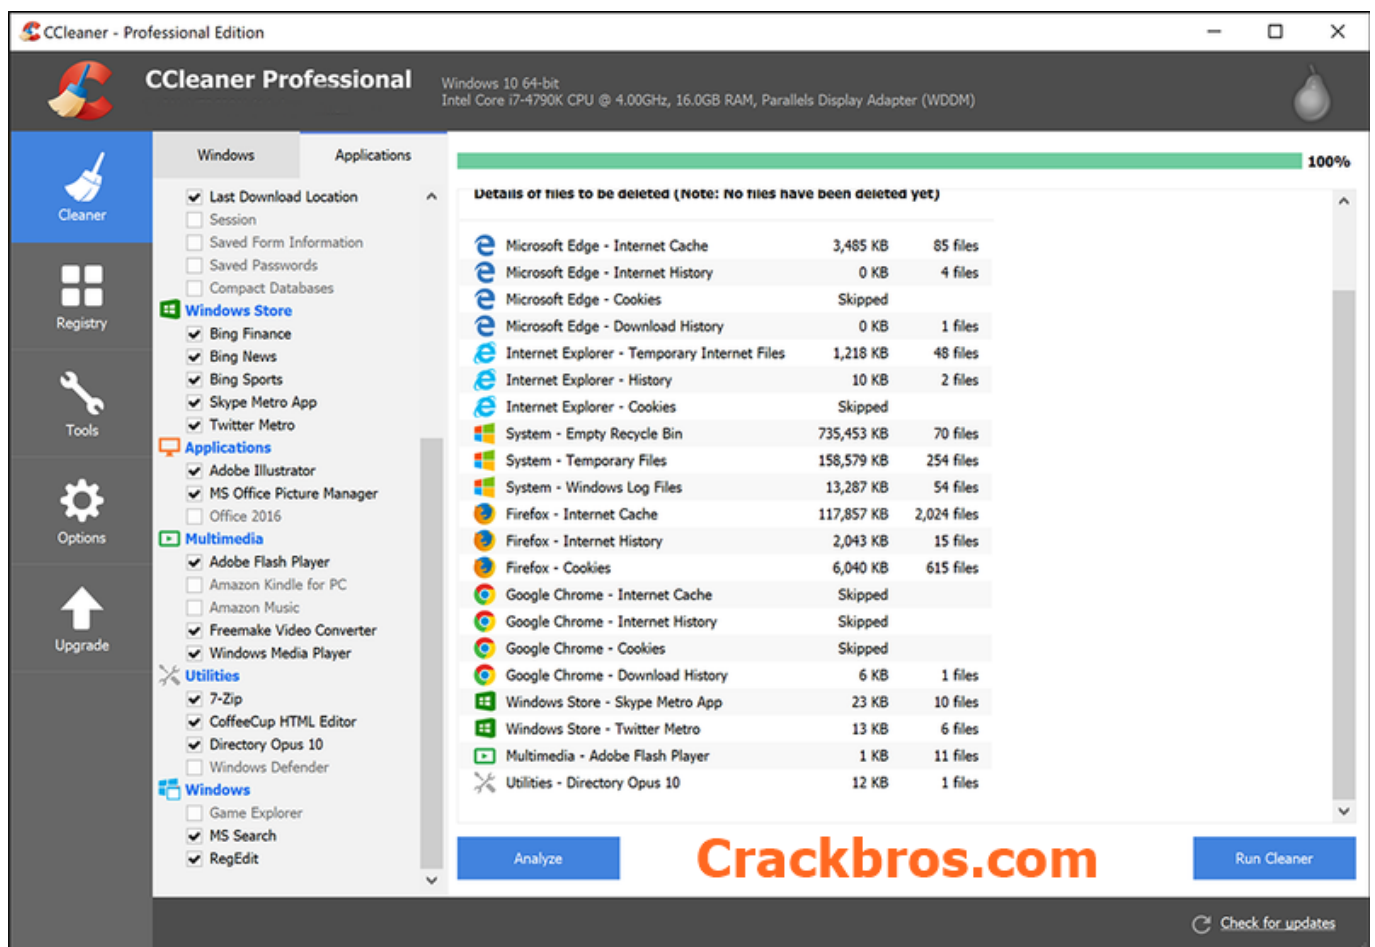 CCleaner - Professional Edition
CCleaner Professional
Windows 10 64-bit
Intel Core i7-4790K CPU @ 4.00GHz, 16.0GB RAM, Parallels Display Adapter (WDDM)
Cleaner
Registry
Tools
Options
Upgrade
Windows Applications
Last Download Location
Session
Saved Form Information
Saved Passwords
Compact Databases
Windows Store
Bing Finance
Bing News
Bing Sports
Skype Metro App
Twitter Metro
Applications
Adobe Illustrator
MS Office Picture Manager
Office 2016
Multimedia
Adobe Flash Player
Amazon Kindle for PC
Amazon Music
Freemake Video Converter
Windows Media Player
Utilities
7-Zip
CoffeeCup HTML Editor
Directory Opus 10
Windows Defender
Windows
Game Explorer
MS Search
RegEdit
100%
Details of files to be deleted (Note: No files have been deleted yet)
Microsoft Edge - Internet Cache 3,485 KB 85 files
Microsoft Edge - Internet History 0 KB 4 files
Microsoft Edge - Cookies Skipped
Microsoft Edge - Download History 0 KB 1 files
Internet Explorer - Temporary Internet Files 1,218 KB 48 files
Internet Explorer - History 10 KB 2 files
Internet Explorer - Cookies Skipped
System - Empty Recycle Bin 735,453 KB 70 files
System - Temporary Files 158,579 KB 254 files
System - Windows Log Files 13,287 KB 54 files
Firefox - Internet Cache 117,857 KB 2,024 files
Firefox - Internet History 2,043 KB 15 files
Firefox - Cookies 6,040 KB 615 files
Google Chrome - Internet Cache Skipped
Google Chrome - Internet History Skipped
Google Chrome - Cookies Skipped
Google Chrome - Download History 6 KB 1 files
Windows Store - Skype Metro App 23 KB 10 files
Windows Store - Twitter Metro 13 KB 6 files
Multimedia - Adobe Flash Player 1 KB 11 files
Utilities - Directory Opus 10 12 KB 1 files
Analyze
Crackbros.com
Run Cleaner
Check for updates